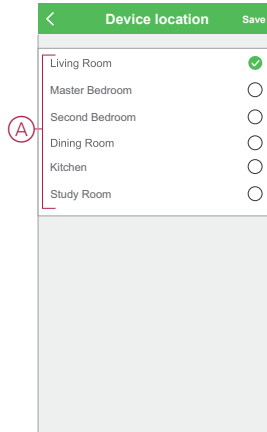 Device location Save
Living Room
Master Bedroom
Second Bedroom
Dining Room
A
Kitchen
Study Room